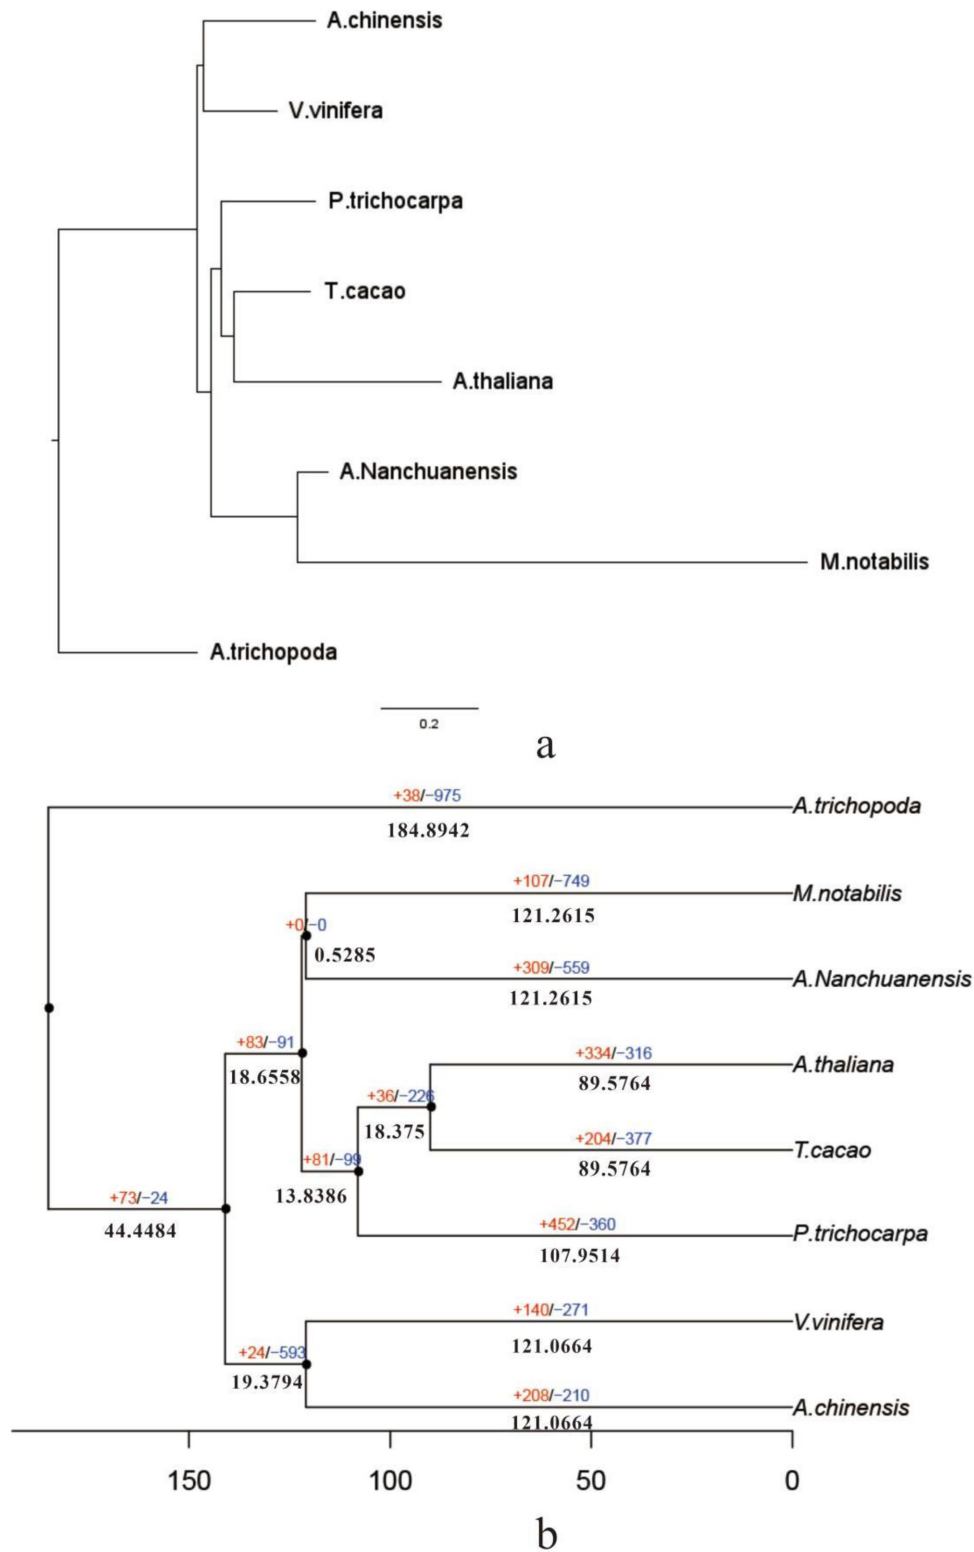 A.chinensis
V.vinifera
P.trichocarpa
T.cacao
A.thaliana
A.Nanchuanensis
M.notabilis
A.trichopoda
0.2
a
+38/−975
A.trichopoda
184.8942
+107/−749
M.notabilis
121.2615
+0/−0
0.5285
+309/−559
A.Nanchuanensis
121.2615
+83/−91
18.6558
+334/−316
A.thaliana
89.5764
+36/−226
18.375
+204/−377
T.cacao
89.5764
+81/−99
13.8386
+73/−24
44.4484
+452/−360
P.trichocarpa
107.9514
+140/−271
V.vinifera
121.0664
+24/−593
19.3794
+208/−210
A.chinensis
121.0664
150 100 50 0
b